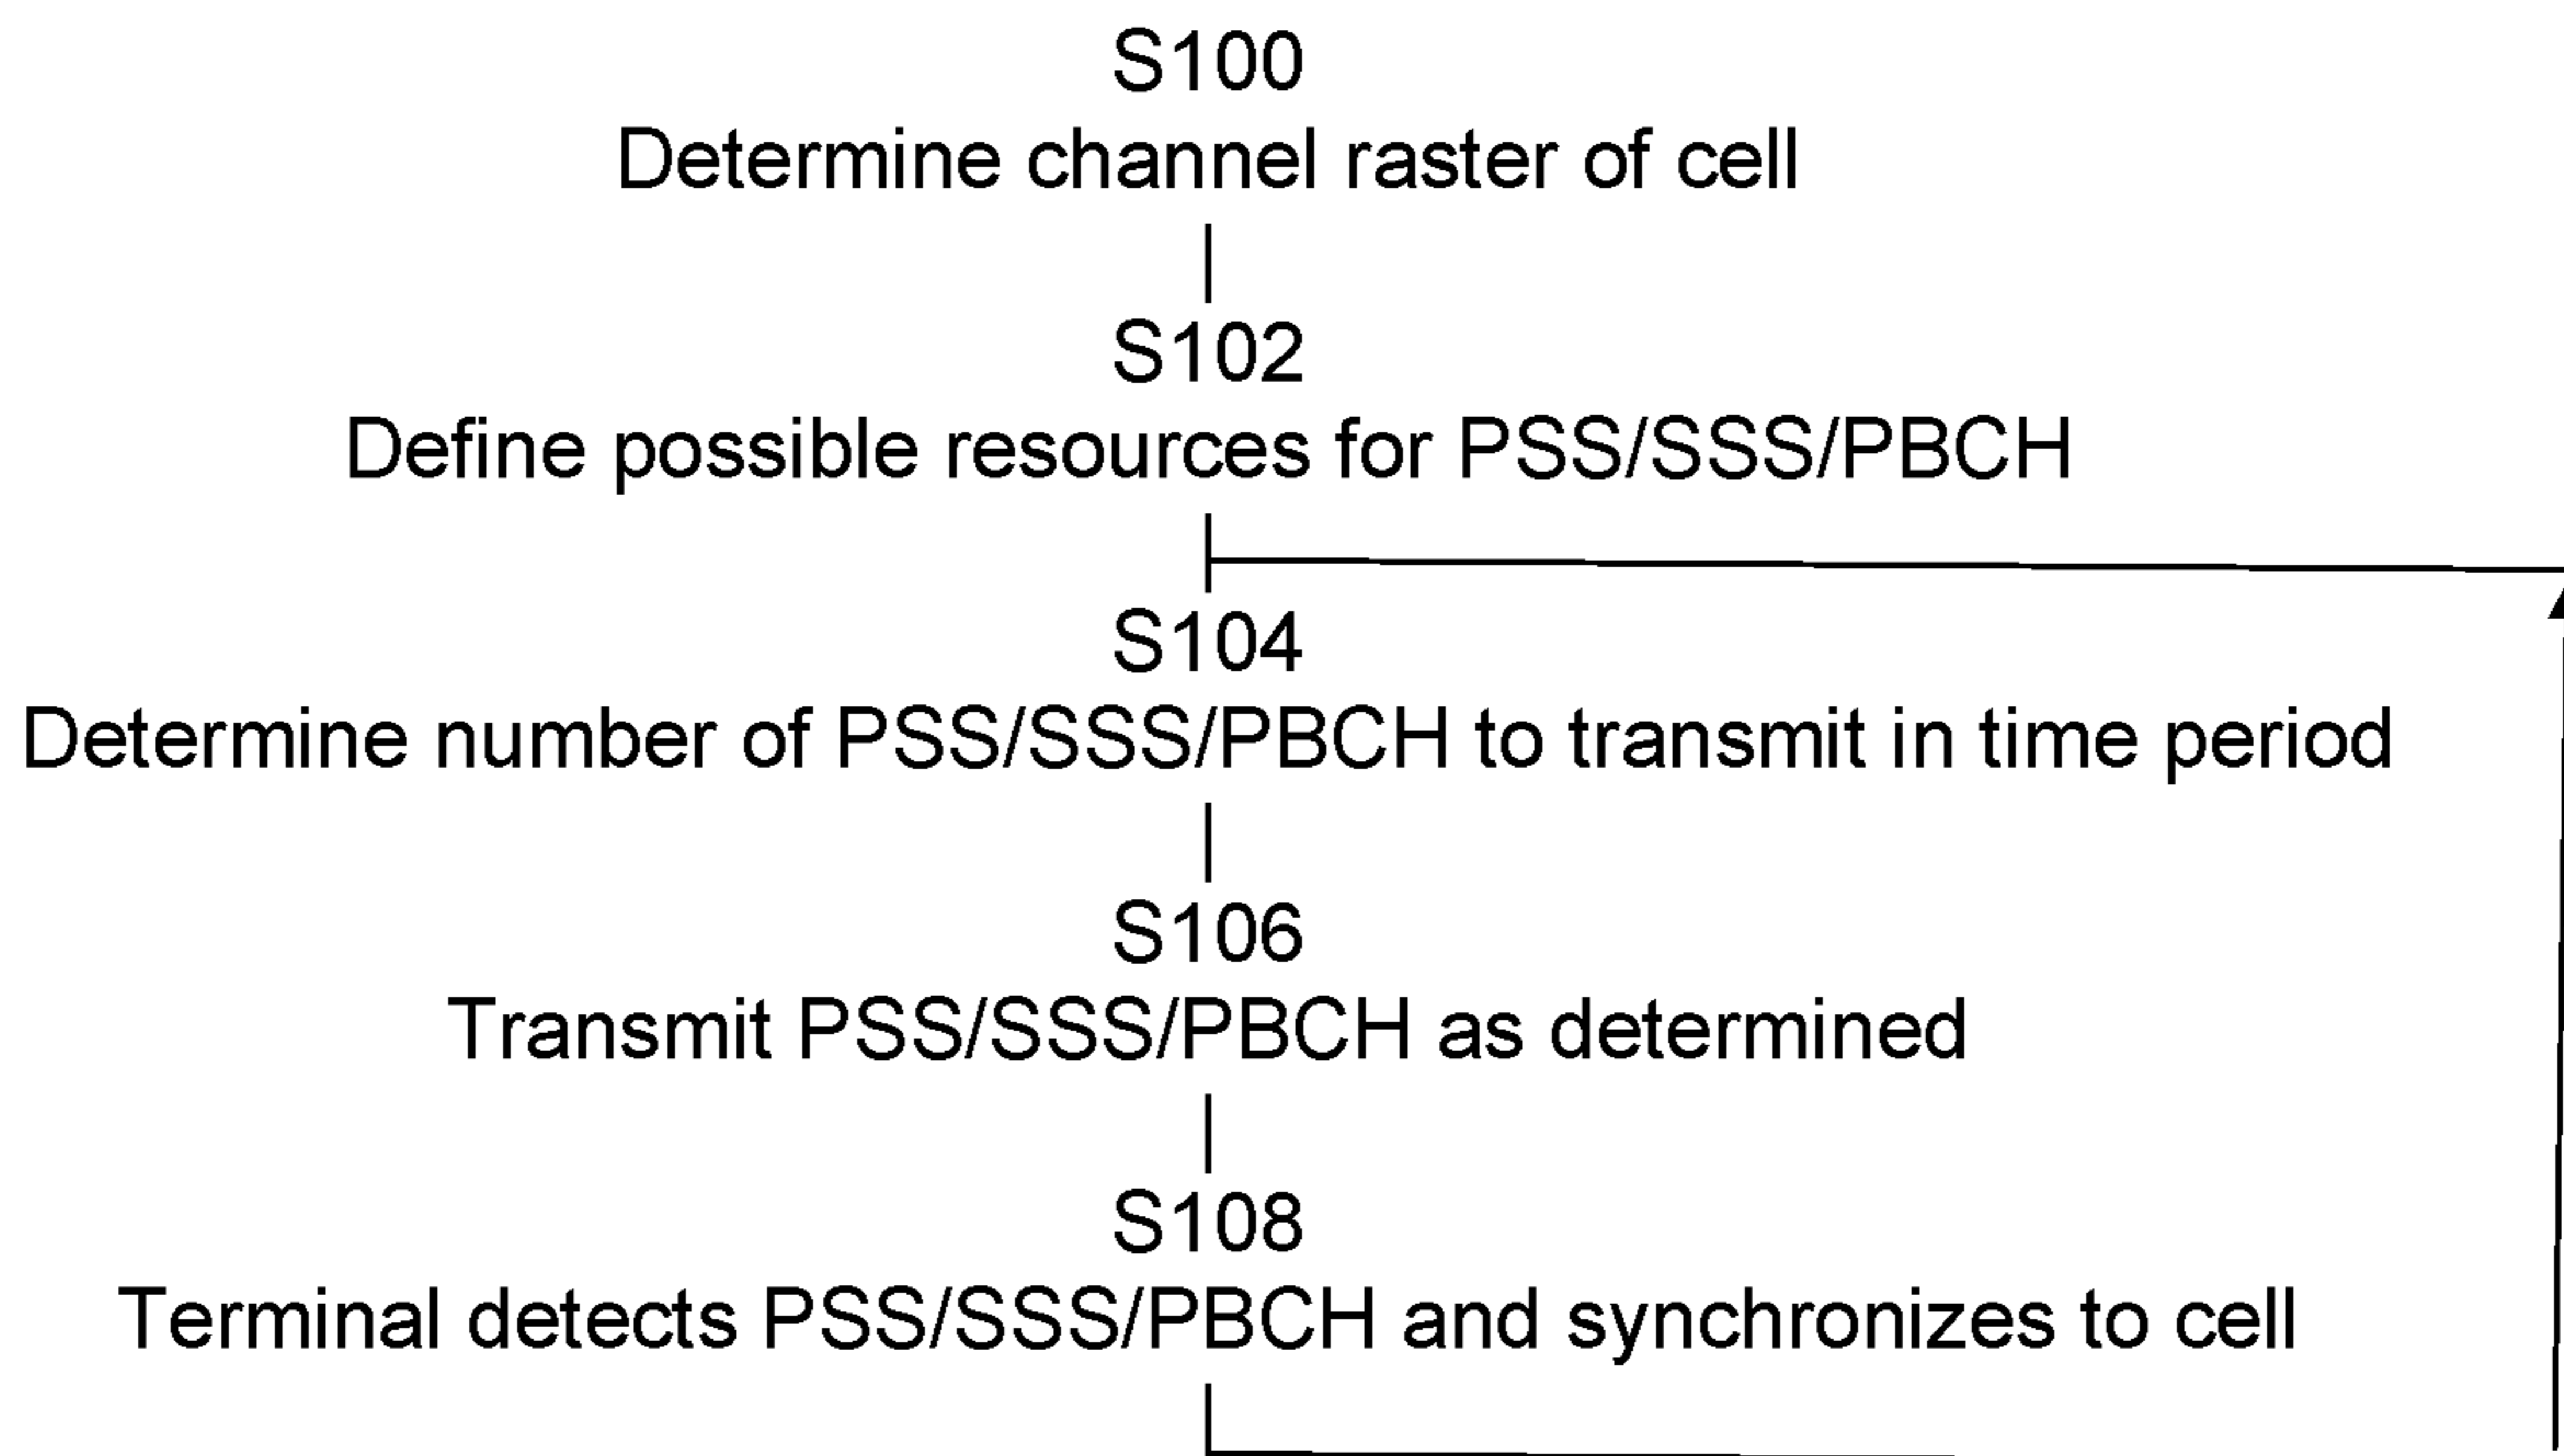 S100
Determine channel raster of cell
S102
Define possible resources for PSS/SSS/PBCH
S104
Determine number of PSS/SSS/PBCH to transmit in time period
S106
Transmit PSS/SSS/PBCH as determined
S108
Terminal detects PSS/SSS/PBCH and synchronizes to cell